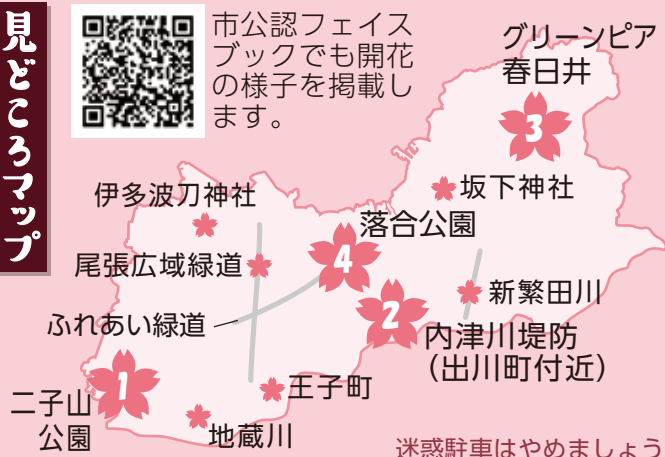 見どころマップ
市公認フェイス
ブックでも開花
の様子を掲載し
ます。
グリーンピア
春日井
3
坂下神社
伊多波刀神社
落合公園
4
尾張広域緑道
新繁田川
ふれあい緑道
2
内津川堤防
（出川町付近）
1
二子山
公園
王子町
地蔵川
迷惑駐車はやめましょう